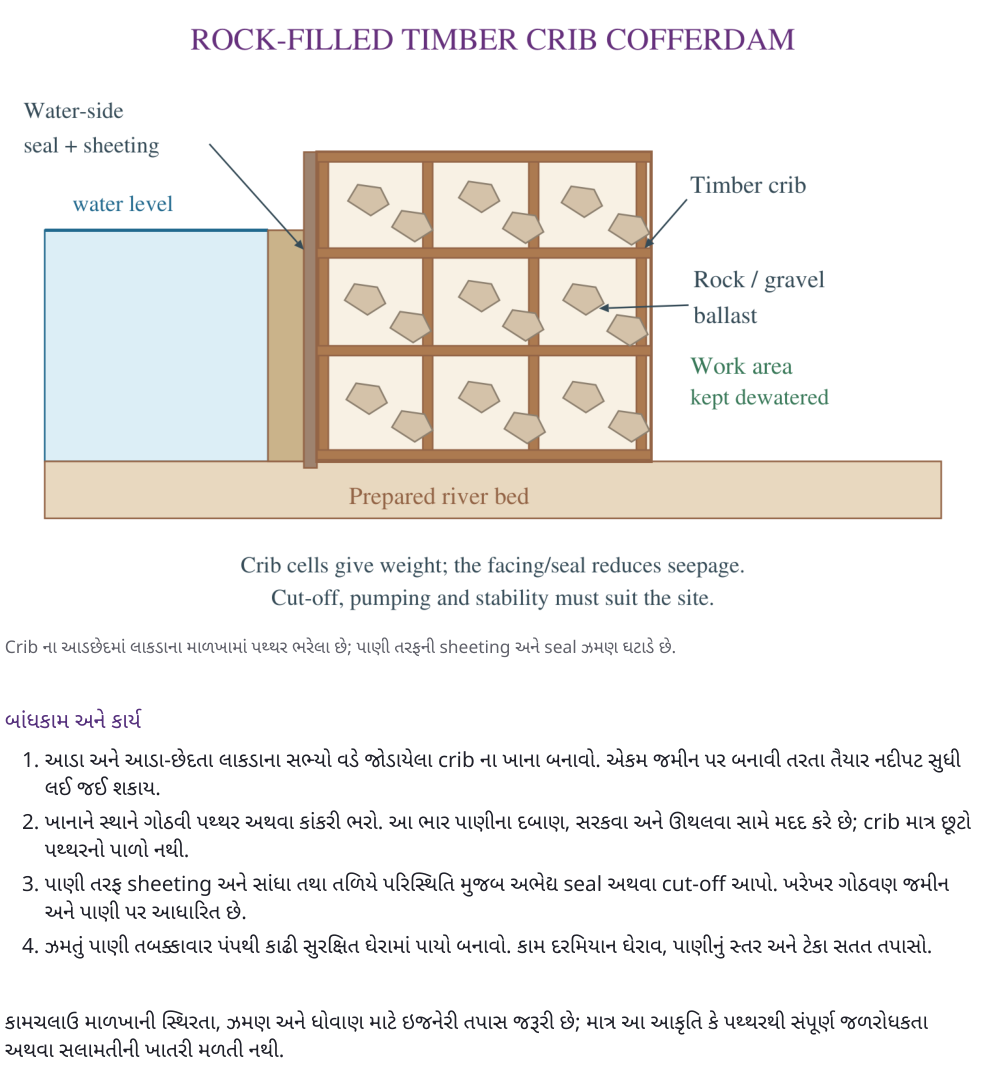 ROCK-FILLED TIMBER CRIB COFFERDAM
Water-side
seal + sheeting
water level
Timber crib
Rock / gravel
ballast
Work area
kept dewatered
Prepared river bed
Crib cells give weight; the facing/seal reduces seepage.
Cut-off, pumping and stability must suit the site.
Crib ના આડછેદમાં લાકડાના માળખામાં પથ્થર ભરેલા છે; પાણી તરફની sheeting અને seal ઝમણ ઘટાડે છે.
બાંધકામ અને કાર્ય
1. આડા અને આડા-છેદતા લાકડાના સભ્યો વડે જોડાયેલા crib ના ખાના બનાવો. એકમ જમીન પર બનાવી તરતા તૈયાર નદીપટ સુધી
લઈ જઈ શકાય.
2. ખાનાને સ્થાને ગોઠવી પથ્થર અથવા કાંકરી ભરો. આ ભાર પાણીના દબાણ, સરકવા અને ઊથલવા સામે મદદ કરે છે; crib માત્ર છૂટો
પથ્થરનો પાળો નથી.
3. પાણી તરફ sheeting અને સાંધા તથા તળિયે પરિસ્થિતિ મુજબ અભેદ્ય seal અથવા cut-off આપો. ખરેખર ગોઠવણ જમીન
અને પાણી પર આધારિત છે.
4. ઝમતું પાણી તબક્કાવાર પંપથી કાઢી સુરક્ષિત ઘેરામાં પાયો બનાવો. કામ દરમિયાન ઘેરાવ, પાણીનું સ્તર અને ટેકા સતત તપાસો.
કામચલાઉ માળખાની સ્થિરતા, ઝમણ અને ધોવાણ માટે ઇજનેરી તપાસ જરૂરી છે; માત્ર આ આકૃતિ કે પથ્થરથી સંપૂર્ણ જળરોધકતા
અથવા સલામતીની ખાતરી મળતી નથી.